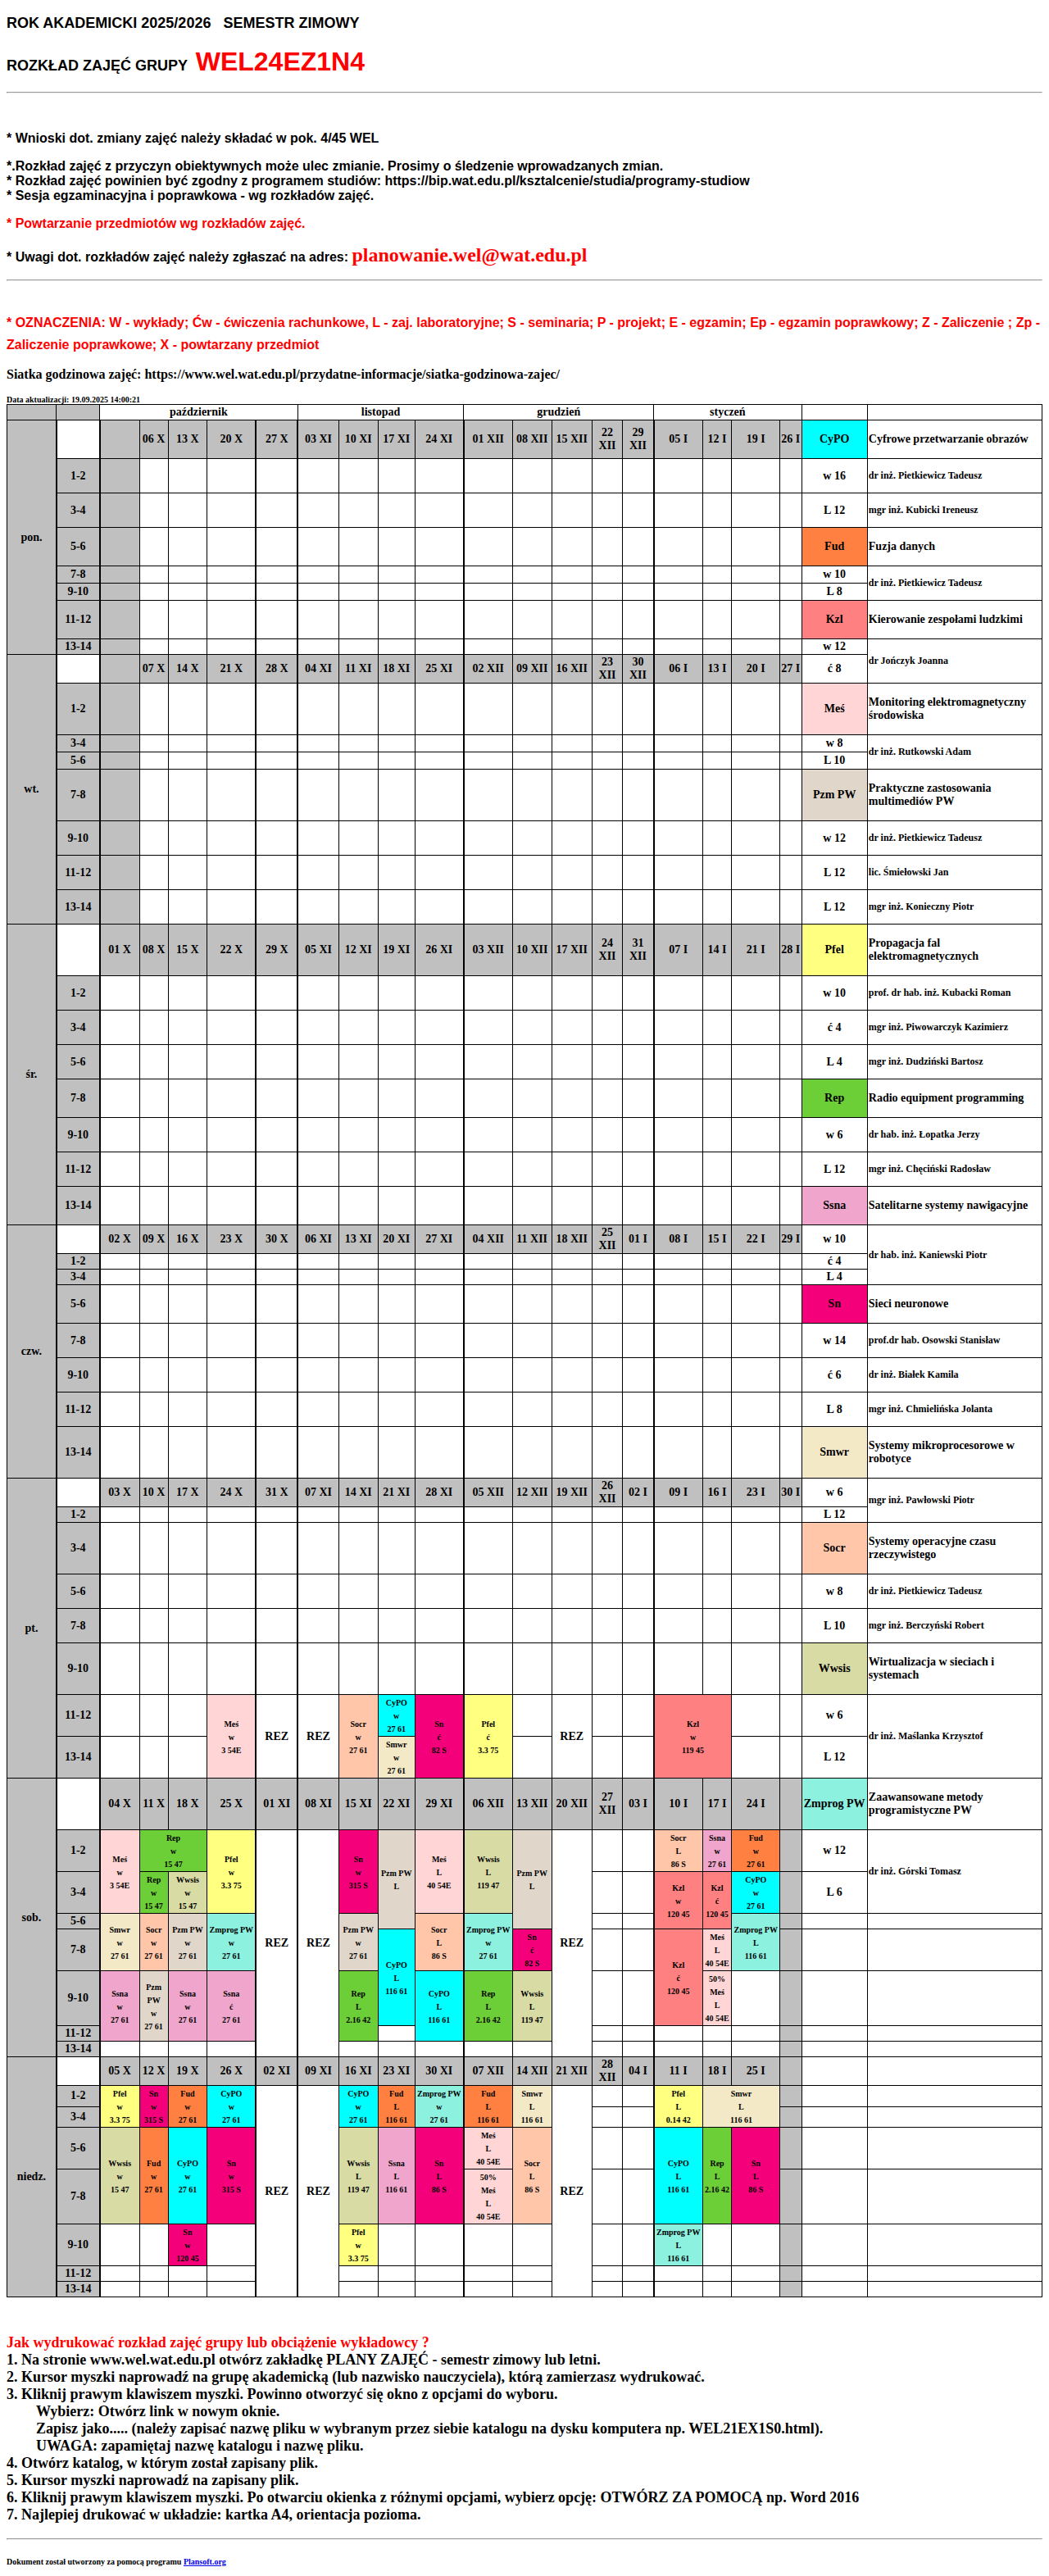 ROK AKADEMICKI 2025/2026   SEMESTR ZIMOWY
ROZKŁAD ZAJĘĆ GRUPY WEL24EZ1N4
* Wnioski dot. zmiany zajęć należy składać w pok. 4/45 WEL
*.Rozkład zajęć z przyczyn obiektywnych może ulec zmianie. Prosimy o śledzenie wprowadzanych zmian.
* Rozkład zajęć powinien być zgodny z programem studiów: https://bip.wat.edu.pl/ksztalcenie/studia/programy-studiow
* Sesja egzaminacyjna i poprawkowa - wg rozkładów zajęć.
* Powtarzanie przedmiotów wg rozkładów zajęć.
* Uwagi dot. rozkładów zajęć należy zgłaszać na adres: planowanie.wel@wat.edu.pl
* OZNACZENIA: W - wykłady; Ćw - ćwiczenia rachunkowe, L - zaj. laboratoryjne; S - seminaria; P - projekt; E - egzamin; Ep - egzamin poprawkowy; Z - Zaliczenie ; Zp -
Zaliczenie poprawkowe; X - powtarzany przedmiot
Siatka godzinowa zajęć: https://www.wel.wat.edu.pl/przydatne-informacje/siatka-godzinowa-zajec/
Data aktualizacji: 19.09.2025 14:00:21
październik listopad grudzień styczeń
pon. 06 X 13 X 20 X 27 X 03 XI 10 XI 17 XI 24 XI 01 XII 08 XII 15 XII 22 XII 29 XII 05 I 12 I 19 I 26 I CyPO Cyfrowe przetwarzanie obrazów
1-2 w 16 dr inż. Pietkiewicz Tadeusz
3-4 L 12 mgr inż. Kubicki Ireneusz
5-6 Fud Fuzja danych
7-8 w 10 dr inż. Pietkiewicz Tadeusz
9-10 L 8
11-12 Kzl Kierowanie zespołami ludzkimi
13-14 w 12 dr Jończyk Joanna
wt. 07 X 14 X 21 X 28 X 04 XI 11 XI 18 XI 25 XI 02 XII 09 XII 16 XII 23 XII 30 XII 06 I 13 I 20 I 27 I ć 8
1-2 Meś Monitoring elektromagnetyczny środowiska
3-4 w 8 dr inż. Rutkowski Adam
5-6 L 10
7-8 Pzm PW Praktyczne zastosowania multimediów PW
9-10 w 12 dr inż. Pietkiewicz Tadeusz
11-12 L 12 lic. Śmiełowski Jan
13-14 L 12 mgr inż. Konieczny Piotr
śr. 01 X 08 X 15 X 22 X 29 X 05 XI 12 XI 19 XI 26 XI 03 XII 10 XII 17 XII 24 XII 31 XII 07 I 14 I 21 I 28 I Pfel Propagacja fal elektromagnetycznych
1-2 w 10 prof. dr hab. inż. Kubacki Roman
3-4 ć 4 mgr inż. Piwowarczyk Kazimierz
5-6 L 4 mgr inż. Dudziński Bartosz
7-8 Rep Radio equipment programming
9-10 w 6 dr hab. inż. Łopatka Jerzy
11-12 L 12 mgr inż. Chęciński Radosław
13-14 Ssna Satelitarne systemy nawigacyjne
czw. 02 X 09 X 16 X 23 X 30 X 06 XI 13 XI 20 XI 27 XI 04 XII 11 XII 18 XII 25 XII 01 I 08 I 15 I 22 I 29 I w 10 dr hab. inż. Kaniewski Piotr
1-2 ć 4
3-4 L 4
5-6 Sn Sieci neuronowe
7-8 w 14 prof.dr hab. Osowski Stanisław
9-10 ć 6 dr inż. Białek Kamila
11-12 L 8 mgr inż. Chmielińska Jolanta
13-14 Smwr Systemy mikroprocesorowe w robotyce
pt. 03 X 10 X 17 X 24 X 31 X 07 XI 14 XI 21 XI 28 XI 05 XII 12 XII 19 XII 26 XII 02 I 09 I 16 I 23 I 30 I w 6 mgr inż. Pawłowski Piotr
1-2 L 12
3-4 Socr Systemy operacyjne czasu rzeczywistego
5-6 w 8 dr inż. Pietkiewicz Tadeusz
7-8 L 10 mgr inż. Berczyński Robert
9-10 Wwsis Wirtualizacja w sieciach i systemach
11-12 Meś w 3 54E REZ REZ Socr w 27 61 CyPO w 27 61 Sn ć 82 S Pfel ć 3.3 75 REZ Kzl w 119 45 w 6 dr inż. Maślanka Krzysztof
13-14 Smwr w 27 61 L 12
sob. 04 X 11 X 18 X 25 X 01 XI 08 XI 15 XI 22 XI 29 XI 06 XII 13 XII 20 XII 27 XII 03 I 10 I 17 I 24 I Zmprog PW Zaawansowane metody programistyczne PW
1-2 Meś w 3 54E Rep w 15 47 Pfel w 3.3 75 REZ REZ Sn w 315 S Pzm PW L Meś L 40 54E Wwsis L 119 47 Pzm PW L REZ Socr L 86 S Ssna w 27 61 Fud w 27 61 w 12 dr inż. Górski Tomasz
3-4 Rep w 15 47 Wwsis w 15 47 Kzl w 120 45 Kzl ć 120 45 CyPO w 27 61 L 6
5-6 Smwr w 27 61 Socr w 27 61 Pzm PW w 27 61 Zmprog PW w 27 61 Pzm PW w 27 61 Socr L 86 S Zmprog PW w 27 61 Zmprog PW L 116 61
7-8 CyPO L 116 61 Sn ć 82 S Kzl ć 120 45 Meś L 40 54E
9-10 Ssna w 27 61 Pzm PW w 27 61 Ssna w 27 61 Ssna ć 27 61 Rep L 2.16 42 CyPO L 116 61 Rep L 2.16 42 Wwsis L 119 47 50% Meś L 40 54E
11-12
13-14
niedz. 05 X 12 X 19 X 26 X 02 XI 09 XI 16 XI 23 XI 30 XI 07 XII 14 XII 21 XII 28 XII 04 I 11 I 18 I 25 I
1-2 Pfel w 3.3 75 Sn w 315 S Fud w 27 61 CyPO w 27 61 REZ REZ CyPO w 27 61 Fud L 116 61 Zmprog PW w 27 61 Fud L 116 61 Smwr L 116 61 REZ Pfel L 0.14 42 Smwr L 116 61
3-4
5-6 Wwsis w 15 47 Fud w 27 61 CyPO w 27 61 Sn w 315 S Wwsis L 119 47 Ssna L 116 61 Sn L 86 S Meś L 40 54E Socr L 86 S CyPO L 116 61 Rep L 2.16 42 Sn L 86 S
7-8 50% Meś L 40 54E
9-10 Sn w 120 45 Pfel w 3.3 75 Zmprog PW L 116 61
11-12
13-14
Jak wydrukować rozkład zajęć grupy lub obciążenie wykładowcy ?
1. Na stronie www.wel.wat.edu.pl otwórz zakładkę PLANY ZAJĘĆ - semestr zimowy lub letni.
2. Kursor myszki naprowadź na grupę akademicką (lub nazwisko nauczyciela), którą zamierzasz wydrukować.
3. Kliknij prawym klawiszem myszki. Powinno otworzyć się okno z opcjami do wyboru.
Wybierz: Otwórz link w nowym oknie.
Zapisz jako..... (należy zapisać nazwę pliku w wybranym przez siebie katalogu na dysku komputera np. WEL21EX1S0.html).
UWAGA: zapamiętaj nazwę katalogu i nazwę pliku.
4. Otwórz katalog, w którym został zapisany plik.
5. Kursor myszki naprowadź na zapisany plik.
6. Kliknij prawym klawiszem myszki. Po otwarciu okienka z różnymi opcjami, wybierz opcję: OTWÓRZ ZA POMOCĄ np. Word 2016
7. Najlepiej drukować w układzie: kartka A4, orientacja pozioma.
Dokument został utworzony za pomocą programu Plansoft.org